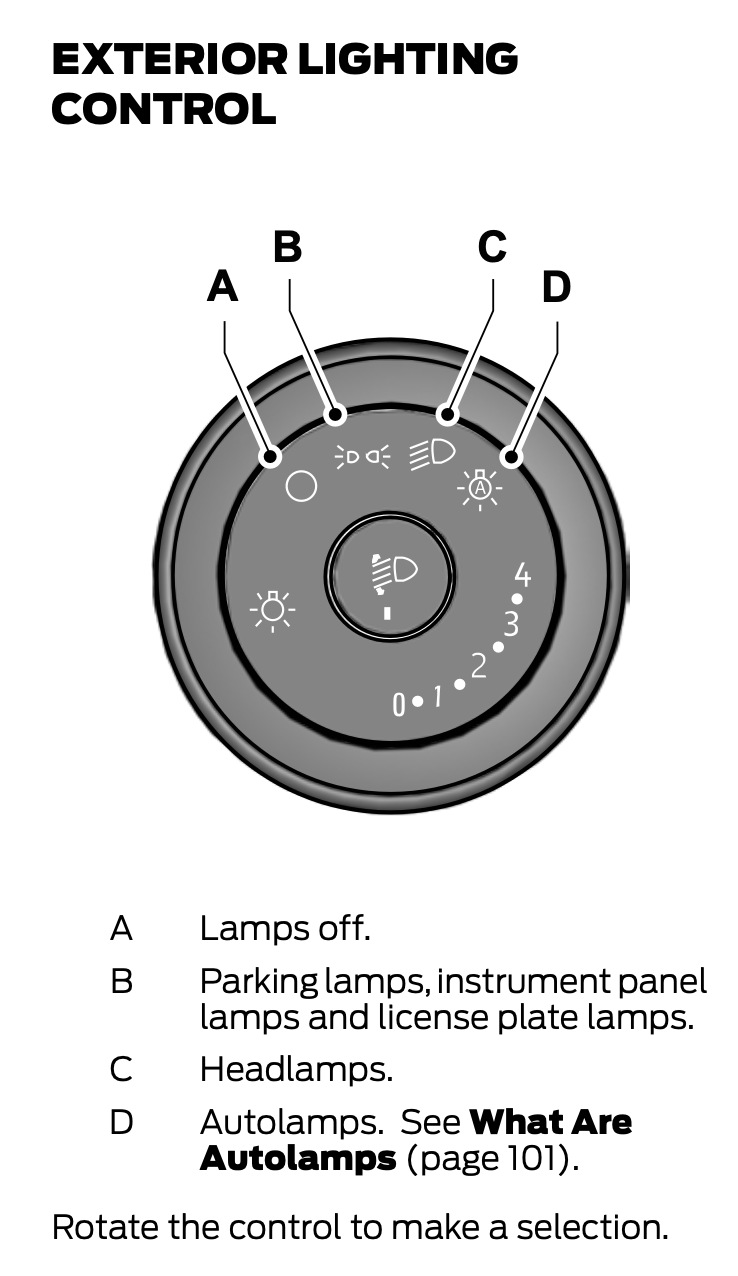 EXTERIOR LIGHTING
CONTROL
B C
A D
A
4
3
2
0 1
A Lamps off.
B Parking lamps, instrument panel
lamps and license plate lamps.
C Headlamps.
D Autolamps. See What Are
Autolamps (page 101).
Rotate the control to make a selection.